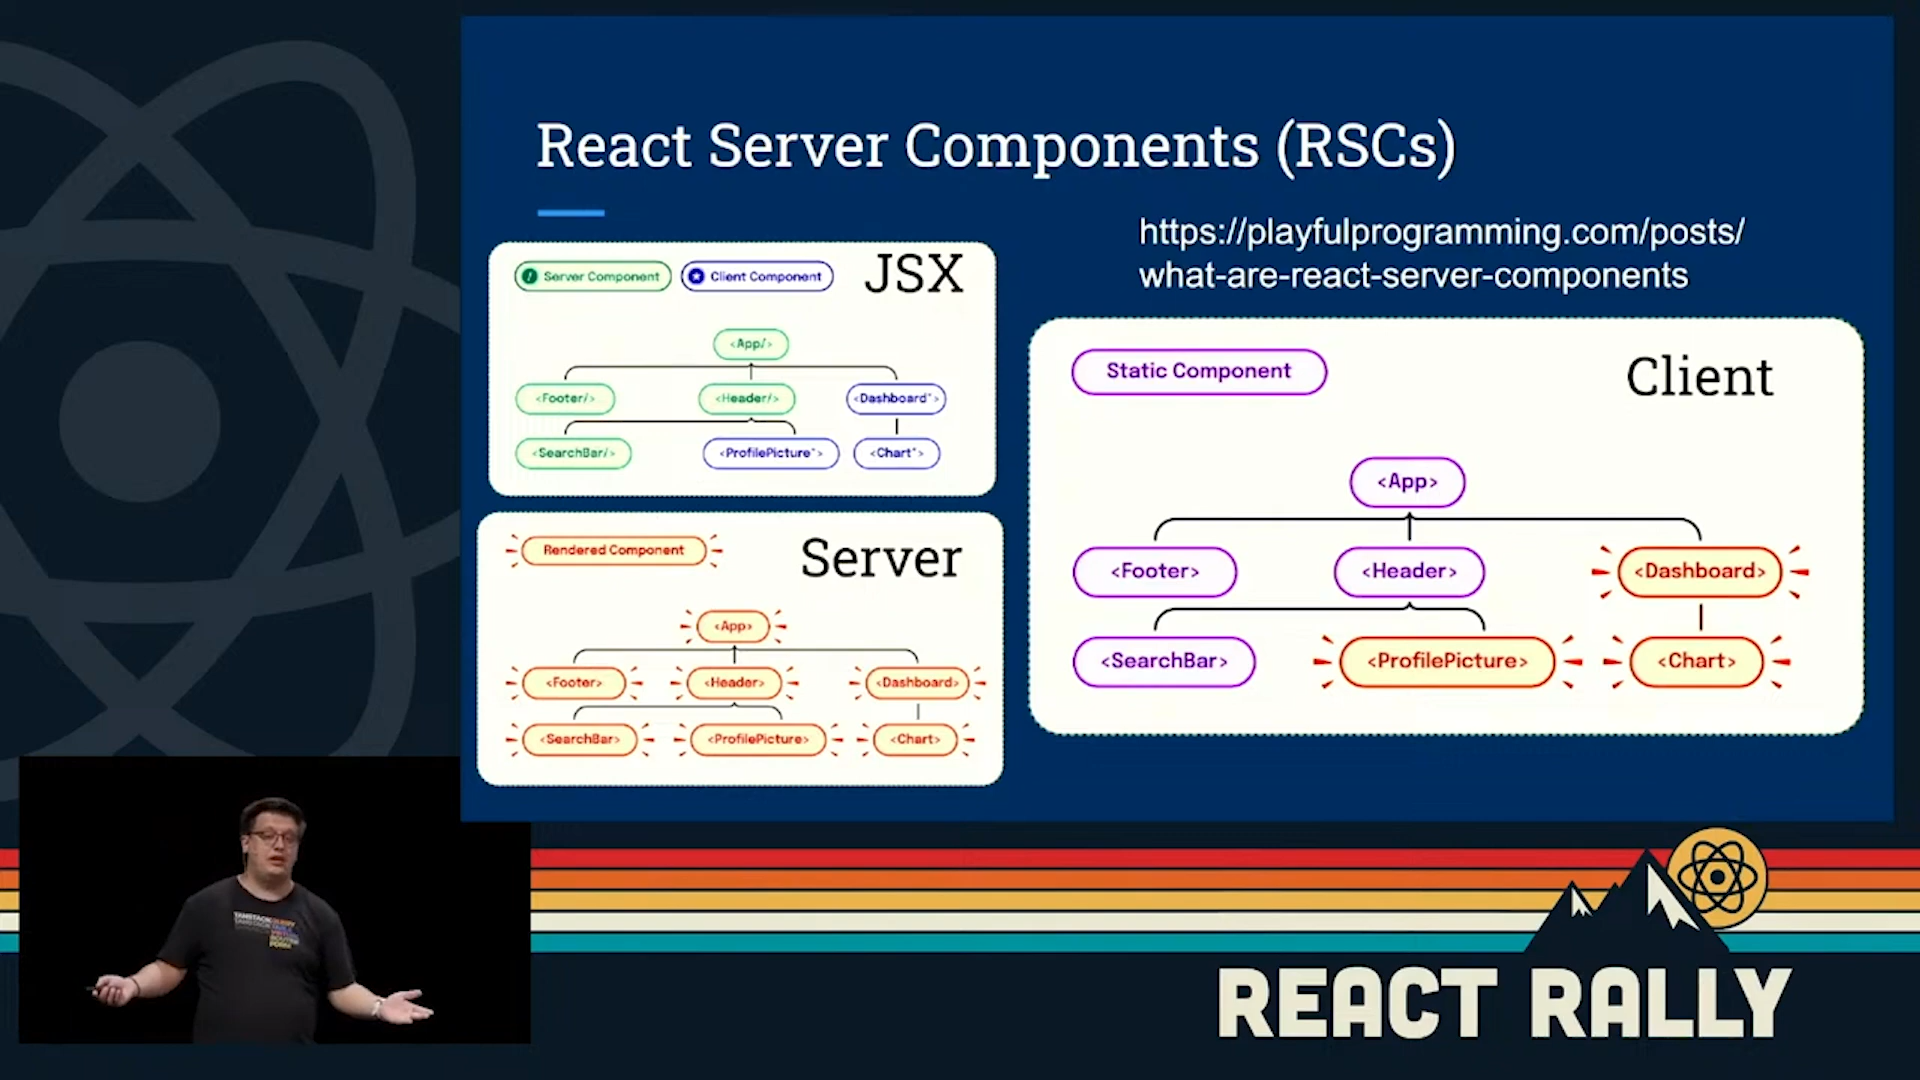 React Server Components (RSCs)
https://playfulprogramming.com/posts/
what-are-react-server-components
Server Component
Client Component
JSX
<App/>
<Footer/>
<Header/>
<Dashboard*>
<SearchBar/>
<ProfilePicture*>
<Chart*>
Rendered Component
Server
<App>
<Footer>
<Header>
<Dashboard>
<SearchBar>
<ProfilePicture>
<Chart>
Static Component
Client
<App>
<Footer>
<Header>
<Dashboard>
<SearchBar>
<ProfilePicture>
<Chart>
REACT RALLY